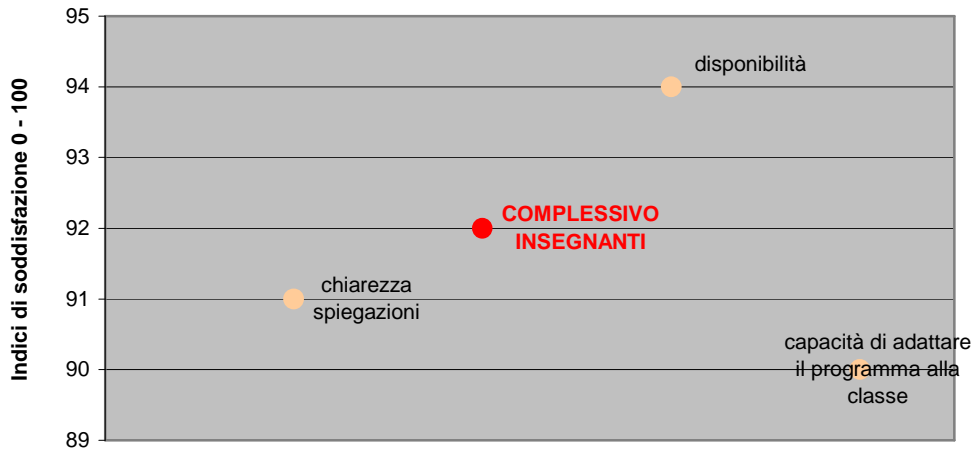 Indici di soddisfazione 0 - 100
95
94
93
92
91
90
89
disponibilità
COMPLESSIVO
INSEGNANTI
chiarezza
spiegazioni
capacità di adattare
il programma alla
classe